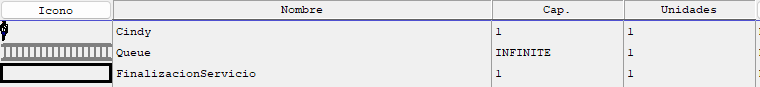 Icono Nombre Cap. Unidades
Cindy 1 1
Queue INFINITE 1
FinalizacionServicio 1 1